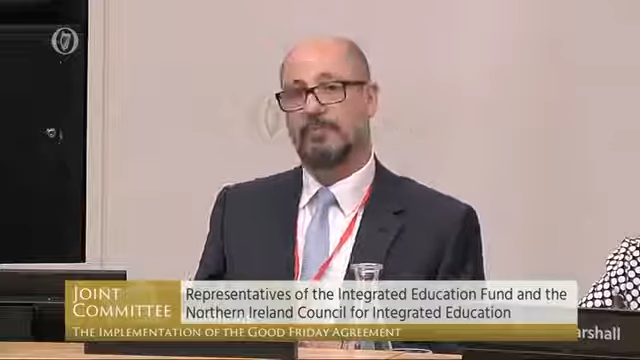 JOINT
COMMITTEE
Representatives of the Integrated Education Fund and the
Northern Ireland Council for Integrated Education
THE IMPLEMENTATION OF THE GOOD FRIDAY AGREEMENT
arshall